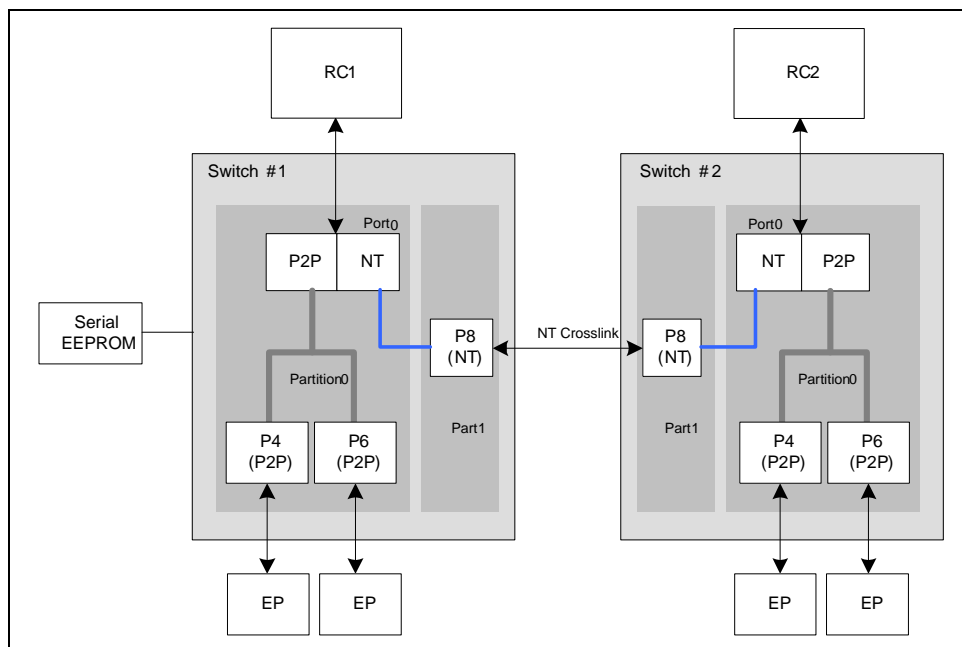 RC1
RC2
Switch #1
Switch #2
Port0
Port0
P2P
NT
NT
P2P
Serial
EEPROM
P8
(NT)
NT Crosslink
P8
(NT)
Partition0
Partition0
P4
(P2P)
P6
(P2P)
Part1
Part1
P4
(P2P)
P6
(P2P)
EP
EP
EP
EP